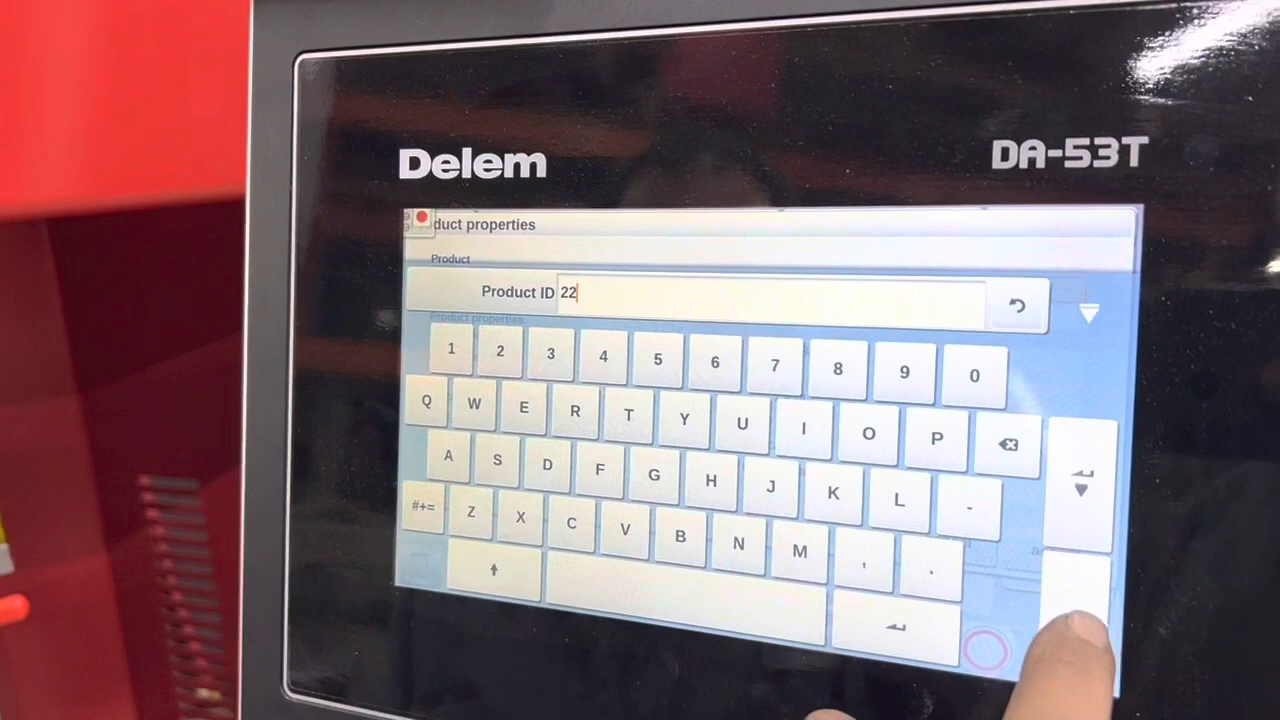 Delem
DA-53T
duct properties
Product
Product ID 22
Product properties
1 2 3 4 5 6 7 8 9 0
Q W E R T Y U I O P
A S D F G H J K L -
#+= Z X C V B N M , .